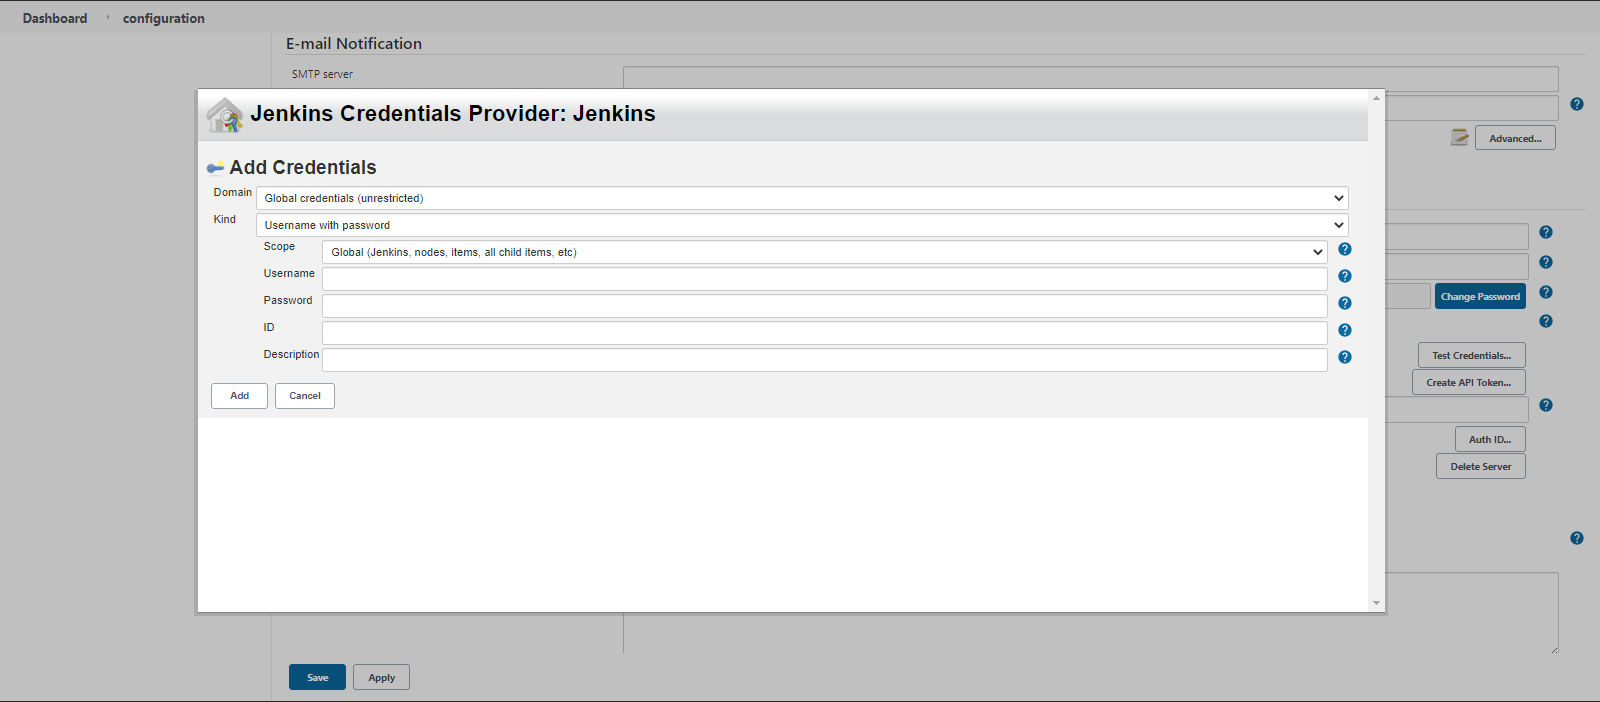 Dashboard configuration
E-mail Notification
SMTP server
Jenkins Credentials Provider: Jenkins
Advanced...
Add Credentials
Domain Global credentials (unrestricted)
Kind Username with password
Scope Global (Jenkins, nodes, items, all child items, etc)
Username
Password
Change Password
ID
Description
Test Credentials...
Create API Token...
Add Cancel
Auth ID...
Delete Server
Save Apply